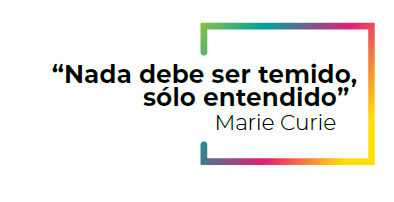 “Nada debe ser temido,
sólo entendido”
Marie Curie